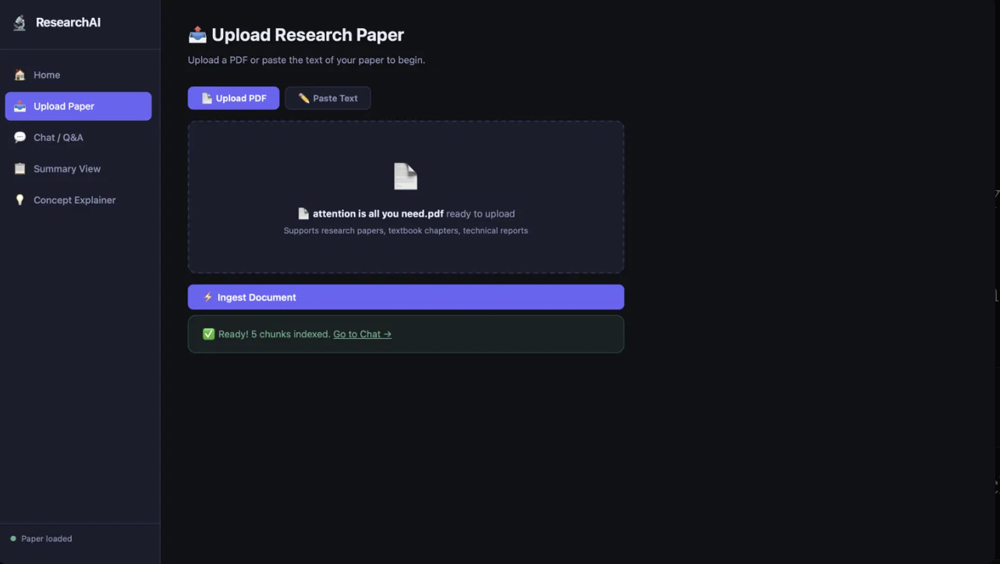 ResearchAI
Home
Upload Paper
Chat / Q&A
Summary View
Concept Explainer
Paper loaded
Upload Research Paper
Upload a PDF or paste the text of your paper to begin.
Upload PDF
Paste Text
attention is all you need.pdf ready to upload
Supports research papers, textbook chapters, technical reports
Ingest Document
Ready! 5 chunks indexed. Go to Chat →